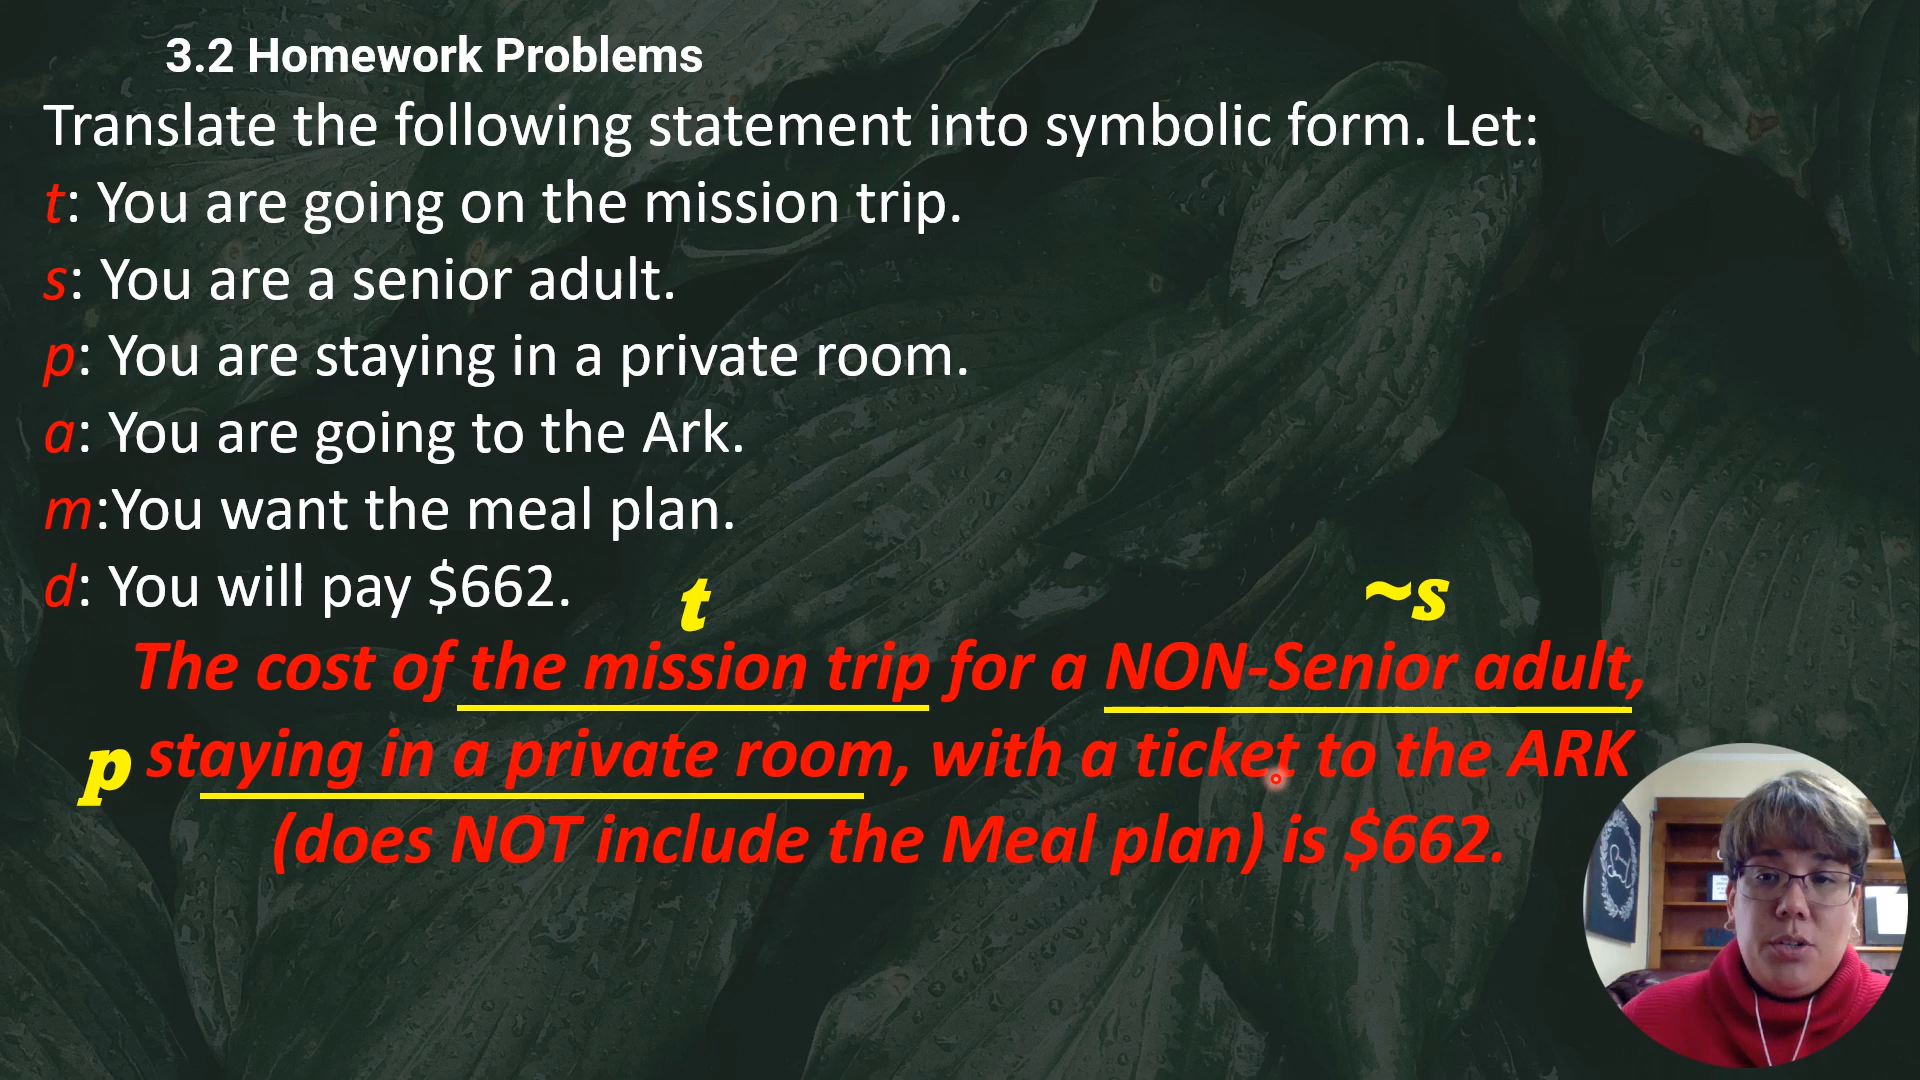 3.2 Homework Problems
Translate the following statement into symbolic form. Let:
t: You are going on the mission trip.
s: You are a senior adult.
p: You are staying in a private room.
a: You are going to the Ark.
m:You want the meal plan.
d: You will pay $662.
t ~s
The cost of the mission trip for a NON-Senior adult,
p staying in a private room, with a ticket to the ARK
(does NOT include the Meal plan) is $662.